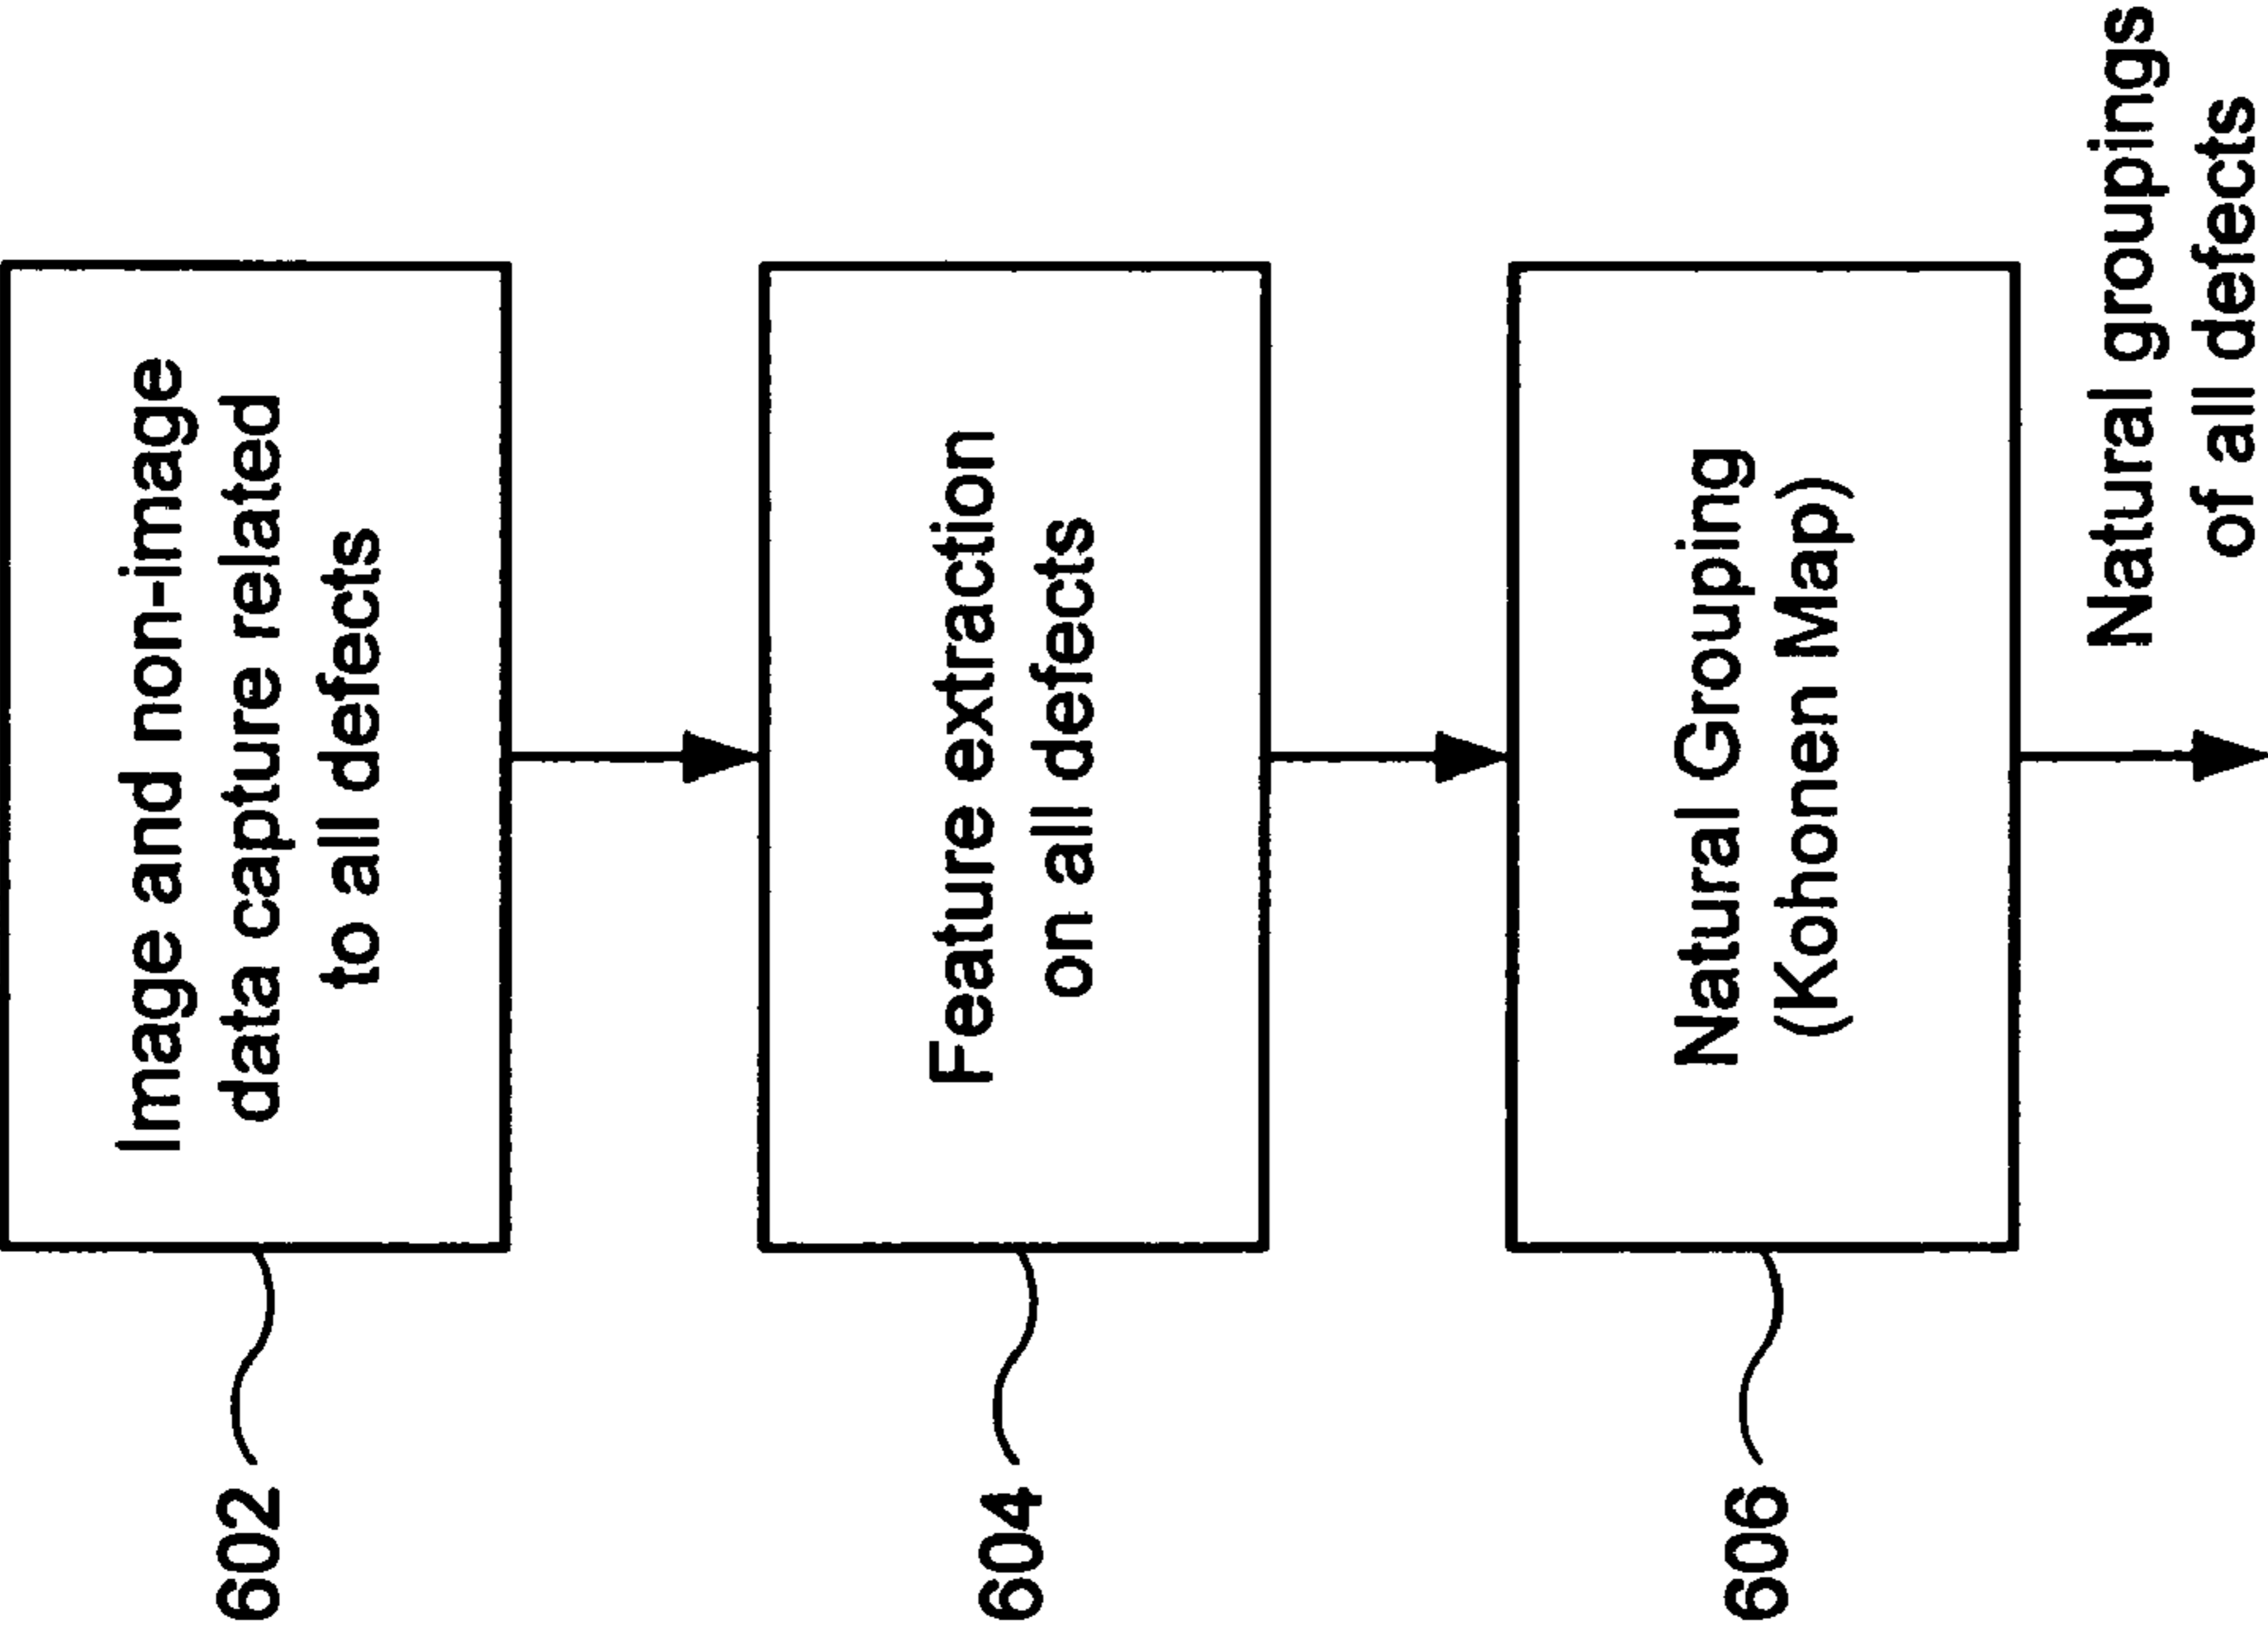 602
Image and non-image
data capture related
to all defects
604
Feature extraction
on all defects
606
Natural Grouping
(Kohonen Map)
Natural groupings
of all defects